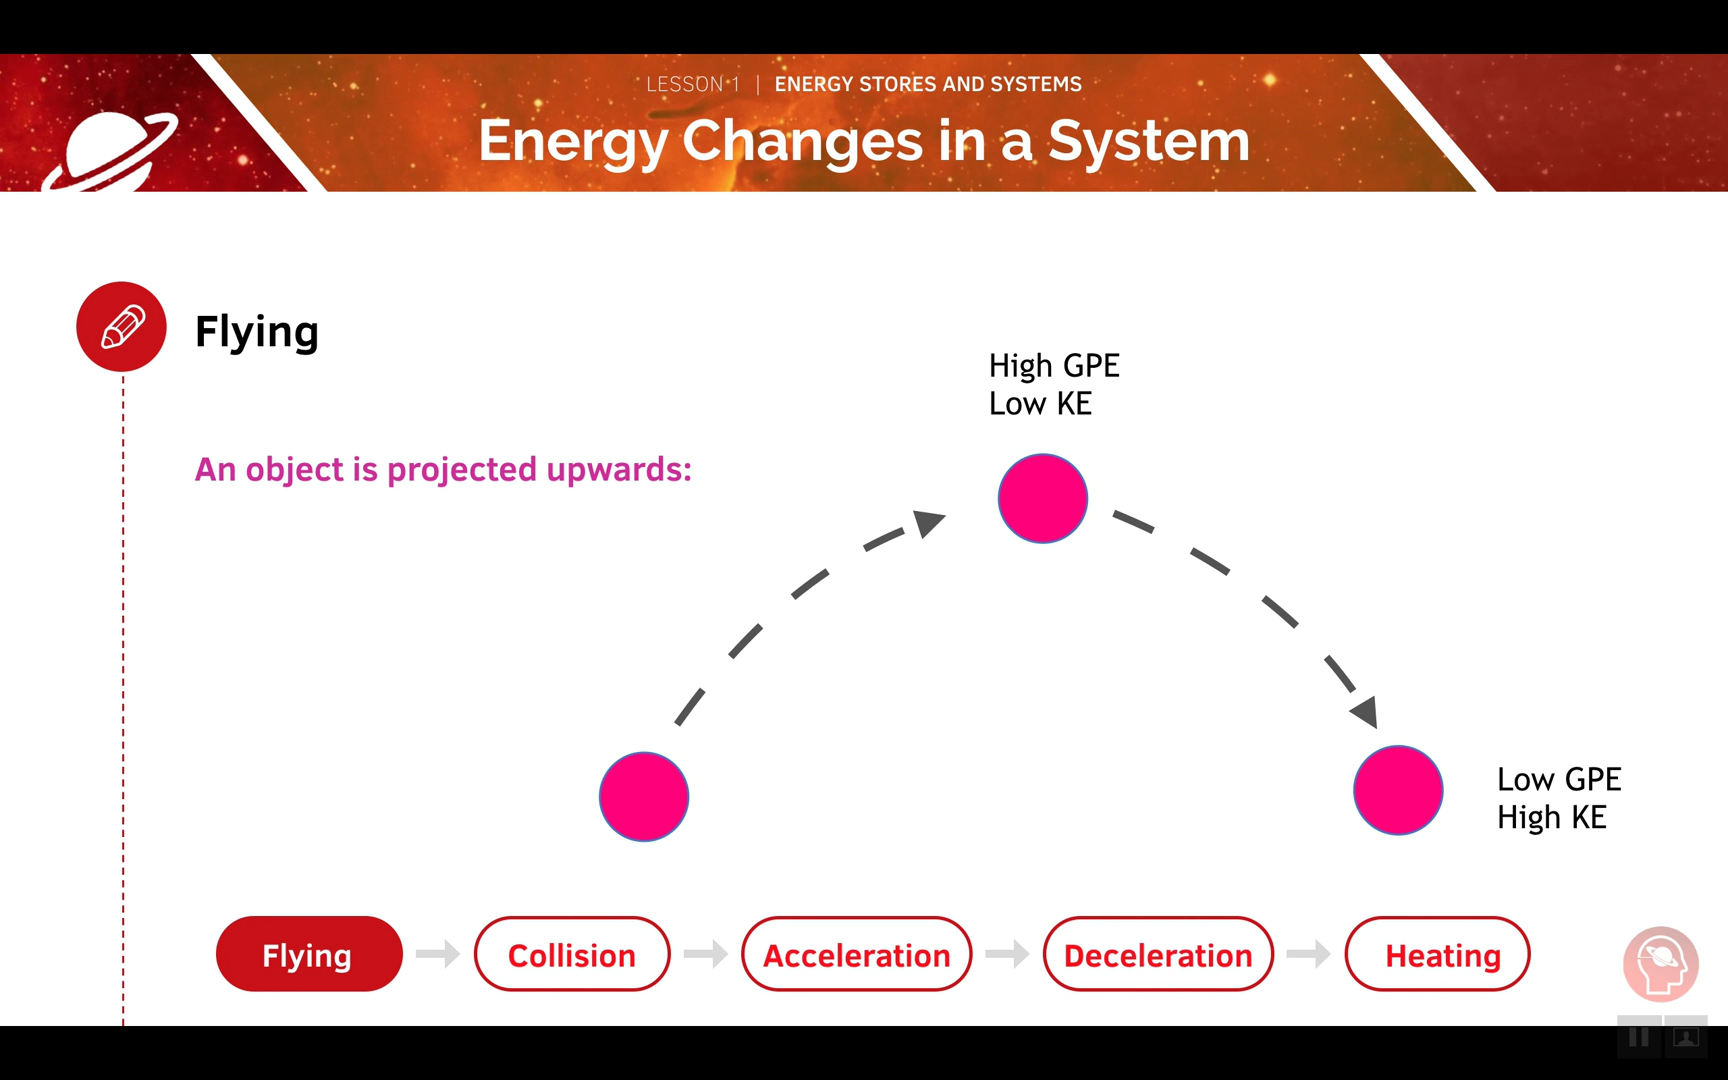 LESSON 1 | ENERGY STORES AND SYSTEMS
Energy Changes in a System
Flying
High GPE
Low KE
An object is projected upwards:
Low GPE
High KE
Flying
Collision
Acceleration
Deceleration
Heating